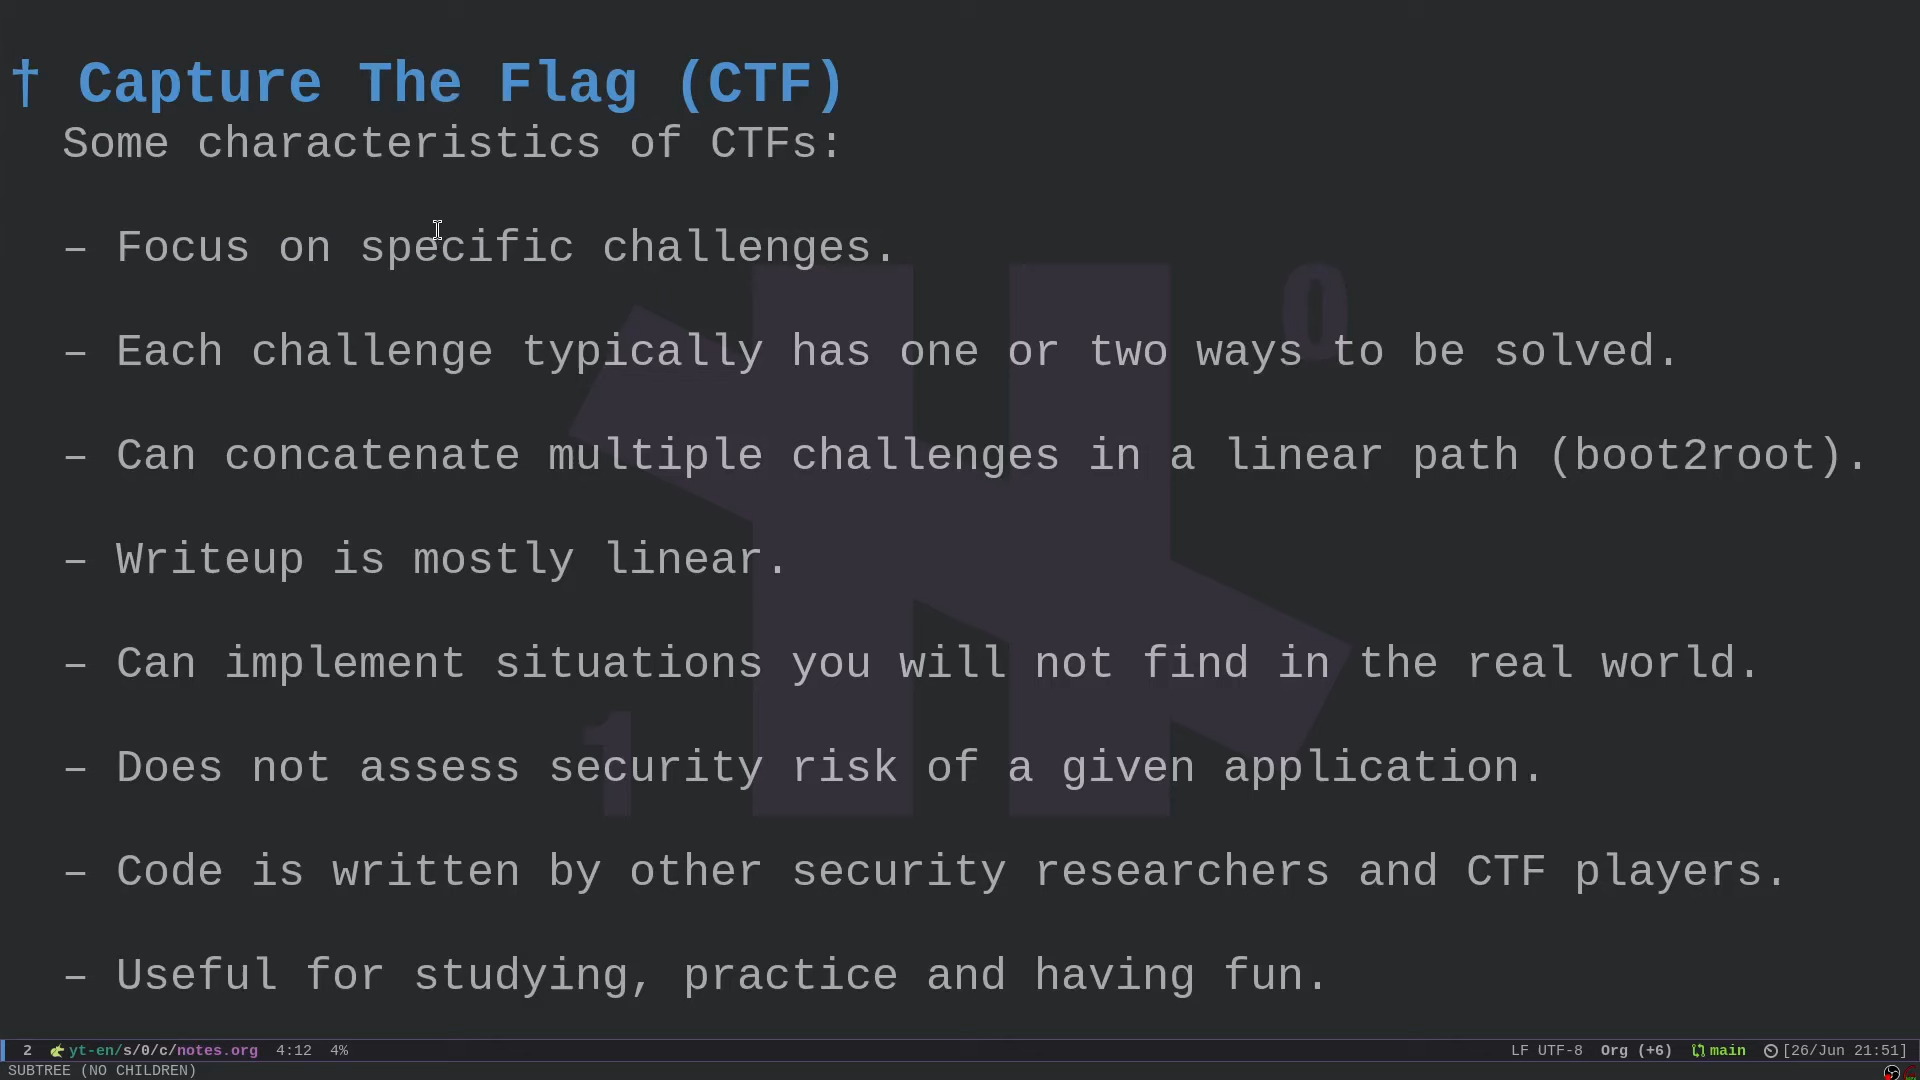 † Capture The Flag (CTF)
Some characteristics of CTFs:
– Focus on specific challenges.
– Each challenge typically has one or two ways to be solved.
– Can concatenate multiple challenges in a linear path (boot2root).
– Writeup is mostly linear.
– Can implement situations you will not find in the real world.
– Does not assess security risk of a given application.
– Code is written by other security researchers and CTF players.
– Useful for studying, practice and having fun.
0
1
2 yt-en/s/0/c/notes.org 4:12 4% LF UTF-8 Org (+6) main [26/Jun 21:51]
SUBTREE (NO CHILDREN)